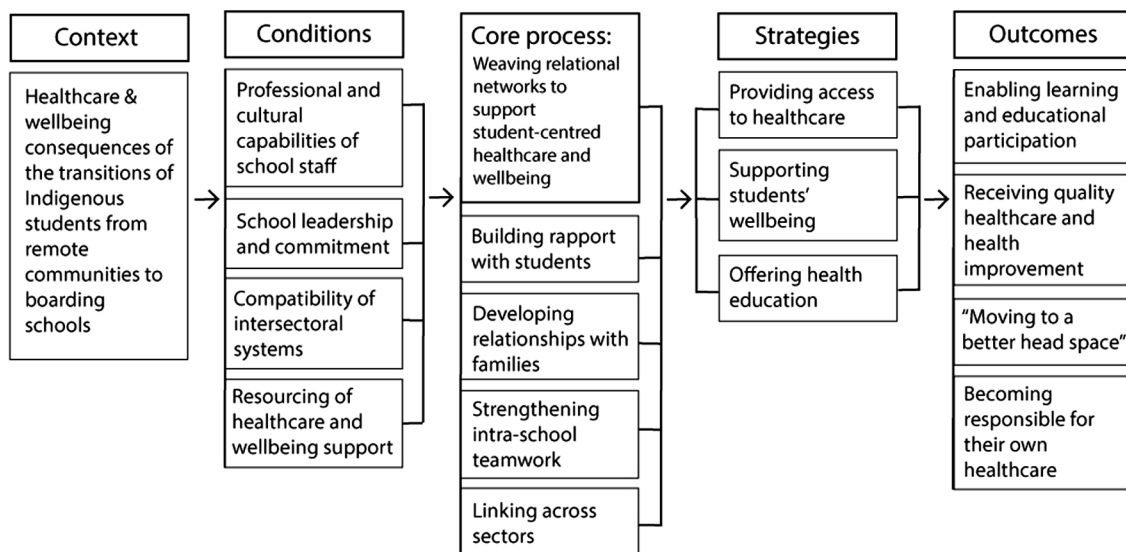 Context
Healthcare &
wellbeing
consequences of
the transitions of
Indigenous
students from
remote
communities to
boarding
schools
Conditions
Professional and
cultural
capabilities of
school staff
School leadership
and commitment
Compatibility of
intersectoral
systems
Resourcing of
healthcare and
wellbeing support
Core process:
Weaving relational
networks to
support
student-centred
healthcare and
wellbeing
Building rapport
with students
Developing
relationships with
families
Strengthening
intra-school
teamwork
Linking across
sectors
Strategies
Providing access
to healthcare
Supporting
students’
wellbeing
Offering health
education
Outcomes
Enabling learning
and educational
participation
Receiving quality
healthcare and
health
improvement
“Moving to a
better head space”
Becoming
responsible for
their own
healthcare